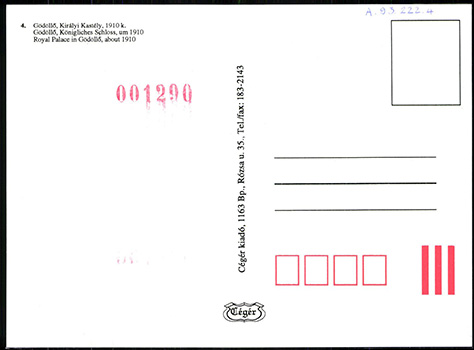 A.93.222.4
4. Gödöllő, Királyi Kastély, 1910 k.
Gödöllő, Königliches Schloss, um 1910
Royal Palace in Gödöllő, about 1910
001290
Cégér kiadó, 1163 Bp., Rózsa u. 35., Tel./fax: 183-2143
Cégér